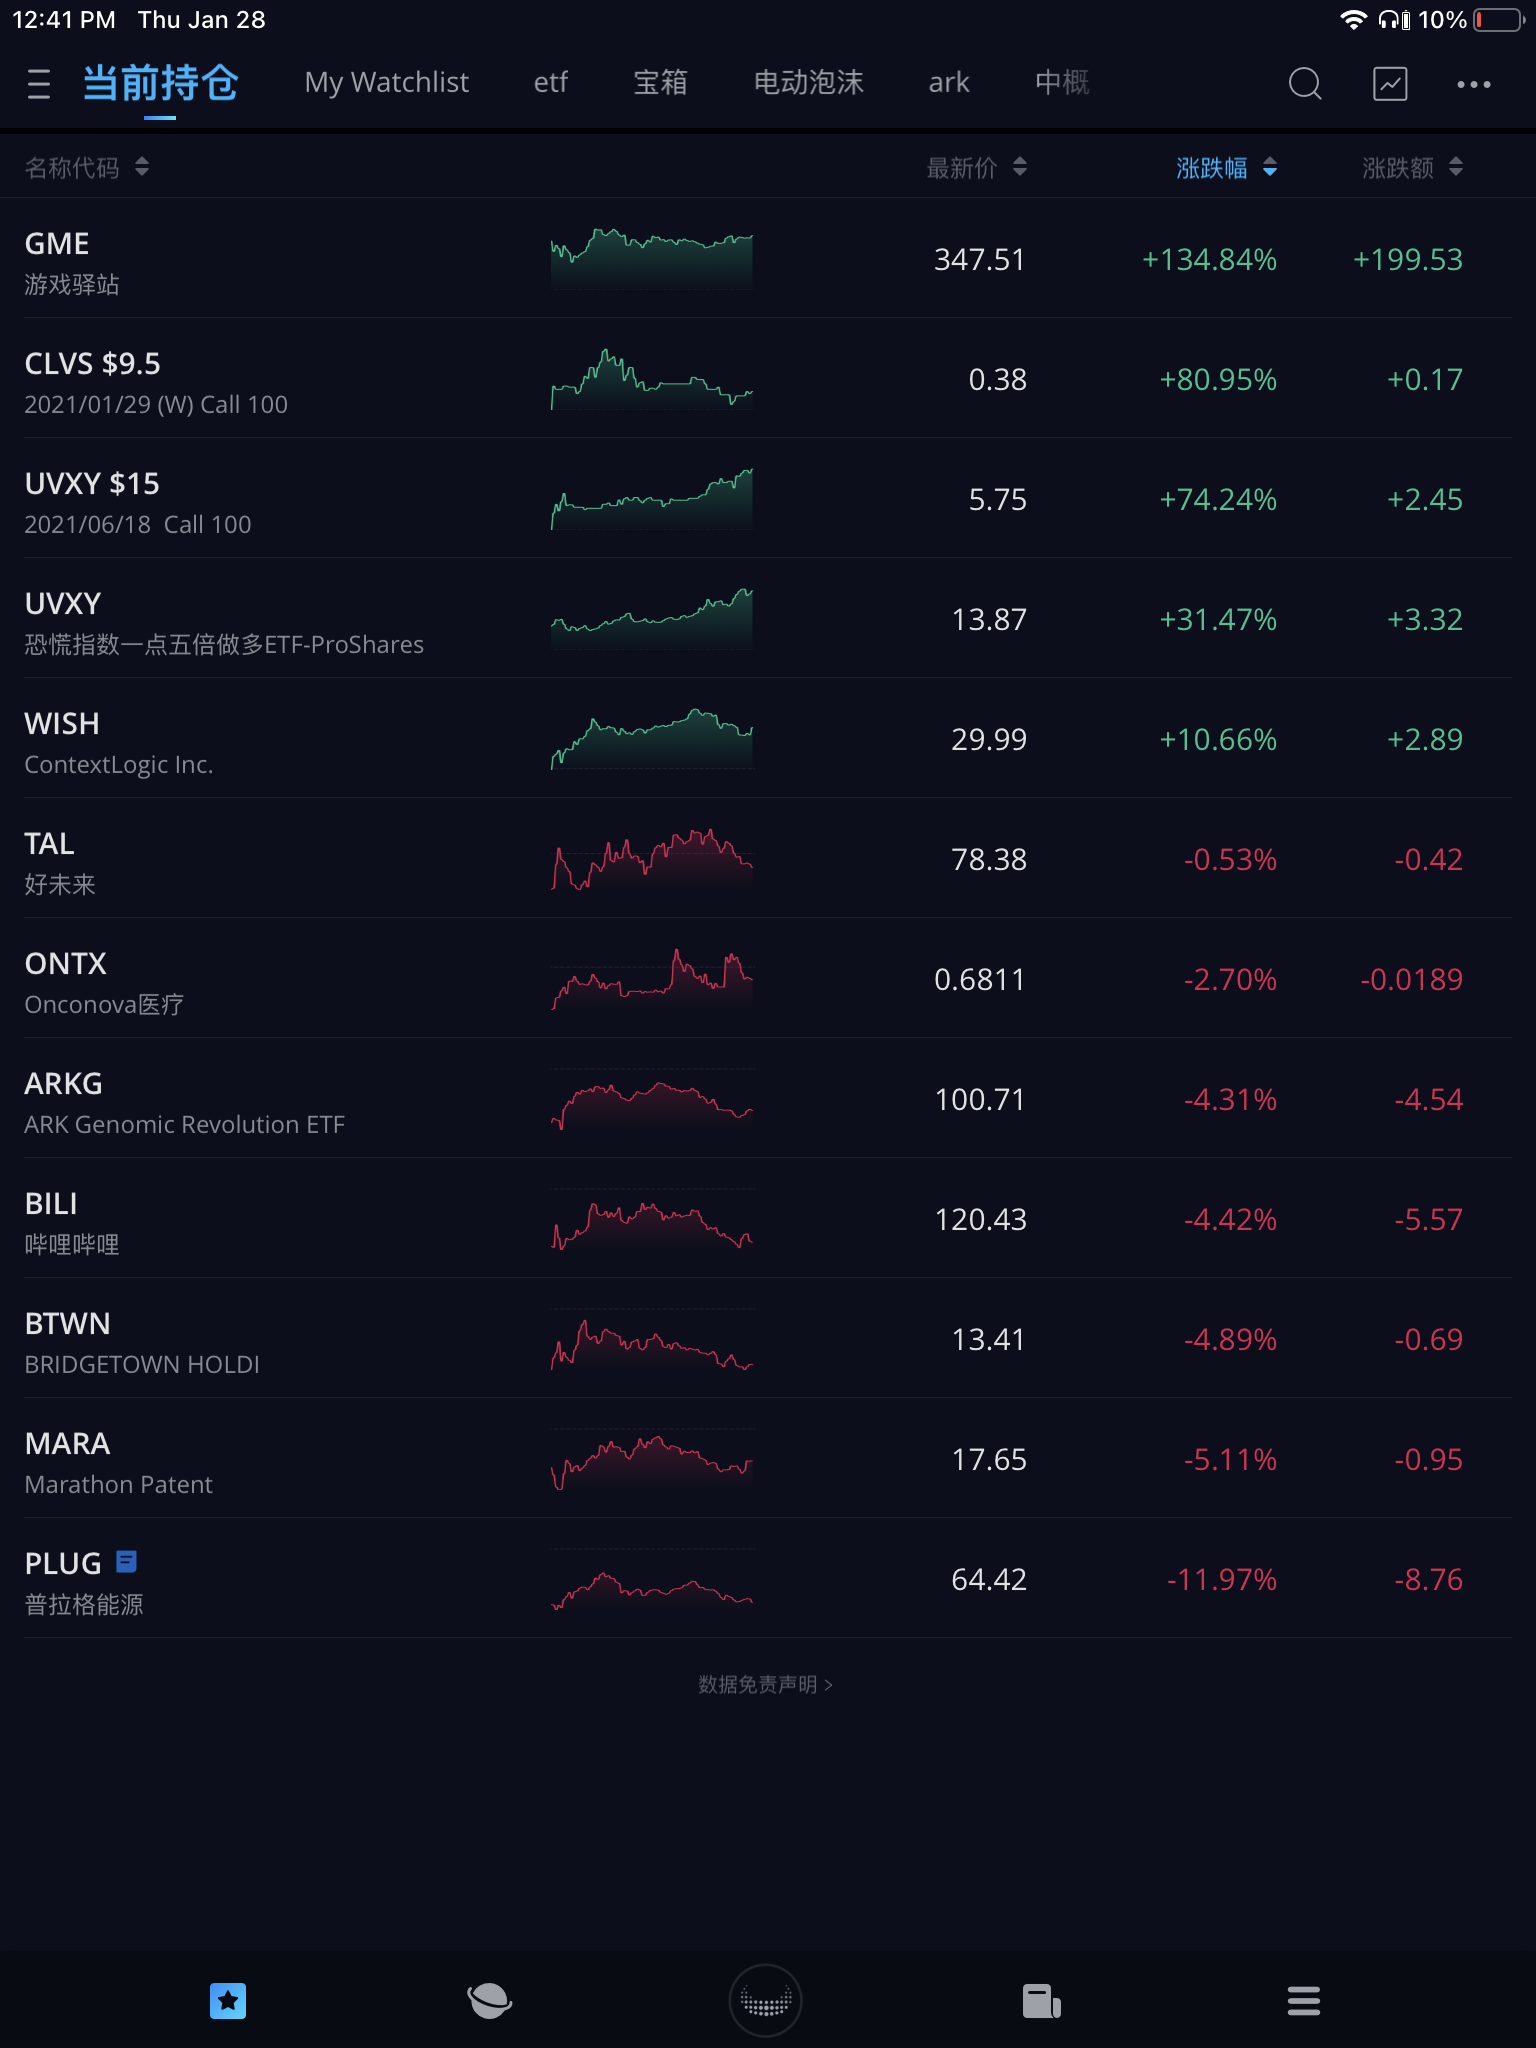 12:41 PM Thu Jan 28 10%
当前持仓 My Watchlist etf 宝箱 电动泡沫 ark 中概
名称代码 最新价 涨跌幅 涨跌额
GME
游戏驿站
347.51 +134.84% +199.53
CLVS $9.5
2021/01/29 (W) Call 100
0.38 +80.95% +0.17
UVXY $15
2021/06/18 Call 100
5.75 +74.24% +2.45
UVXY
恐慌指数一点五倍做多ETF-ProShares
13.87 +31.47% +3.32
WISH
ContextLogic Inc.
29.99 +10.66% +2.89
TAL
好未来
78.38 -0.53% -0.42
ONTX
Onconova医疗
0.6811 -2.70% -0.0189
ARKG
ARK Genomic Revolution ETF
100.71 -4.31% -4.54
BILI
哔哩哔哩
120.43 -4.42% -5.57
BTWN
BRIDGETOWN HOLDI
13.41 -4.89% -0.69
MARA
Marathon Patent
17.65 -5.11% -0.95
PLUG
普拉格能源
64.42 -11.97% -8.76
数据免责声明 >